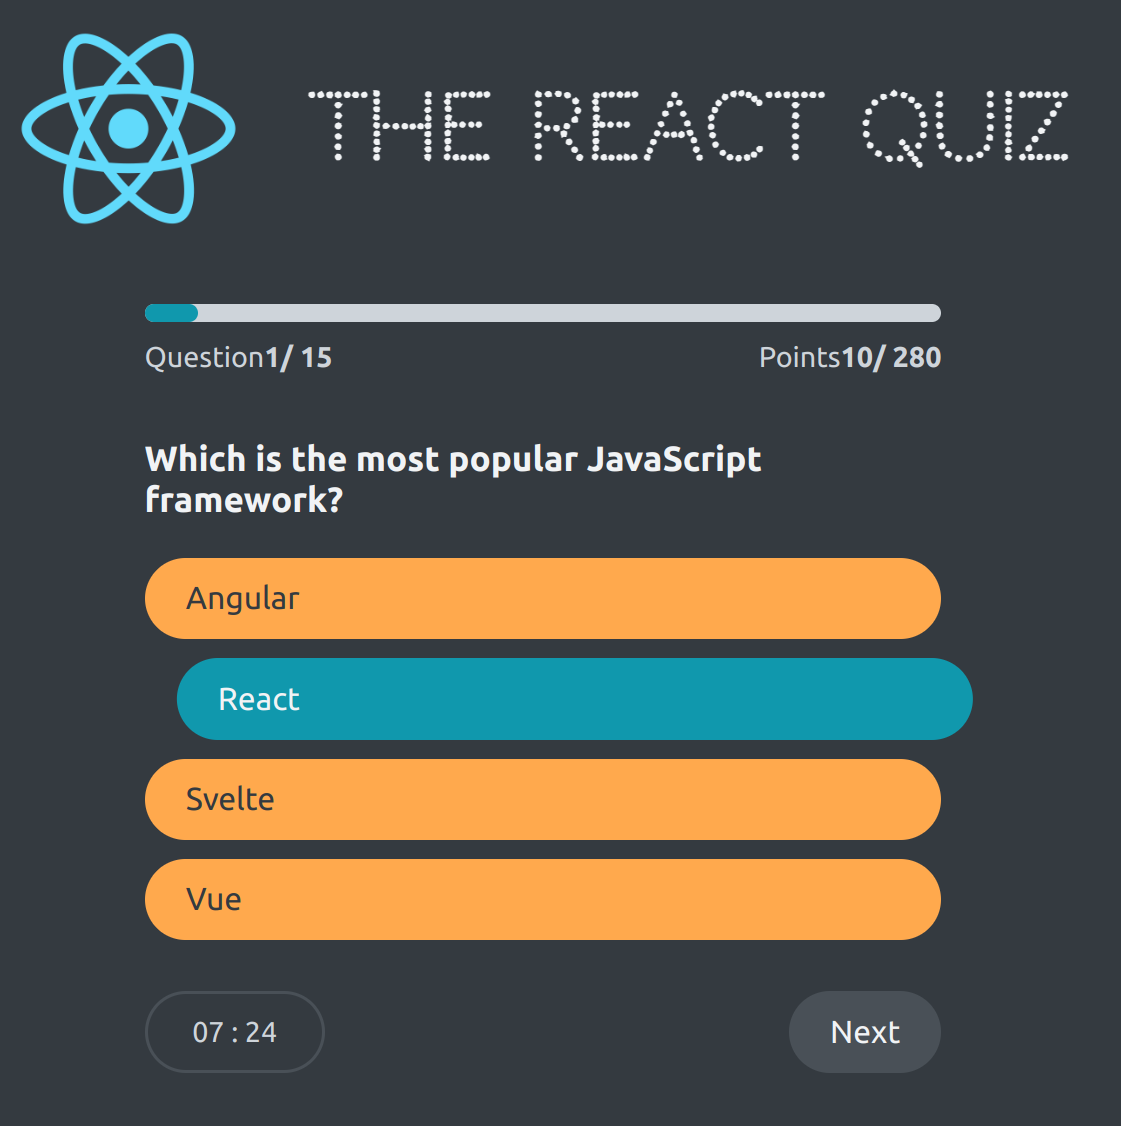 THE REACT QUIZ
Question1/ 15
Points10/ 280
Which is the most popular JavaScript
framework?
Angular
React
Svelte
Vue
07 : 24
Next